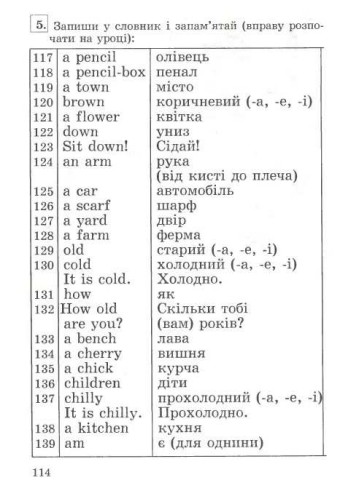 5. Запиши у словник і запам'ятай (вправу розпо-
чати на уроці):
117 a pencil олівець
118 a pencil-box пенал
119 a town місто
120 brown коричневий (-а, -е, -і)
121 a flower квітка
122 down униз
123 Sit down! Сідай!
124 an arm рука
(від кисті до плеча)
125 a car автомобіль
126 a scarf шарф
127 a yard двір
128 a farm ферма
129 old старий (-а, -е, -і)
130 cold холодний (-а, -е, -і)
It is cold. Холодно.
131 how як
132 How old Скільки тобі
are you? (вам) років?
133 a bench лава
134 a cherry вишня
135 a chick курча
136 children діти
137 chilly прохолодний (-а, -е, -і)
It is chilly. Прохолодно.
138 a kitchen кухня
139 am є (для однини)
114